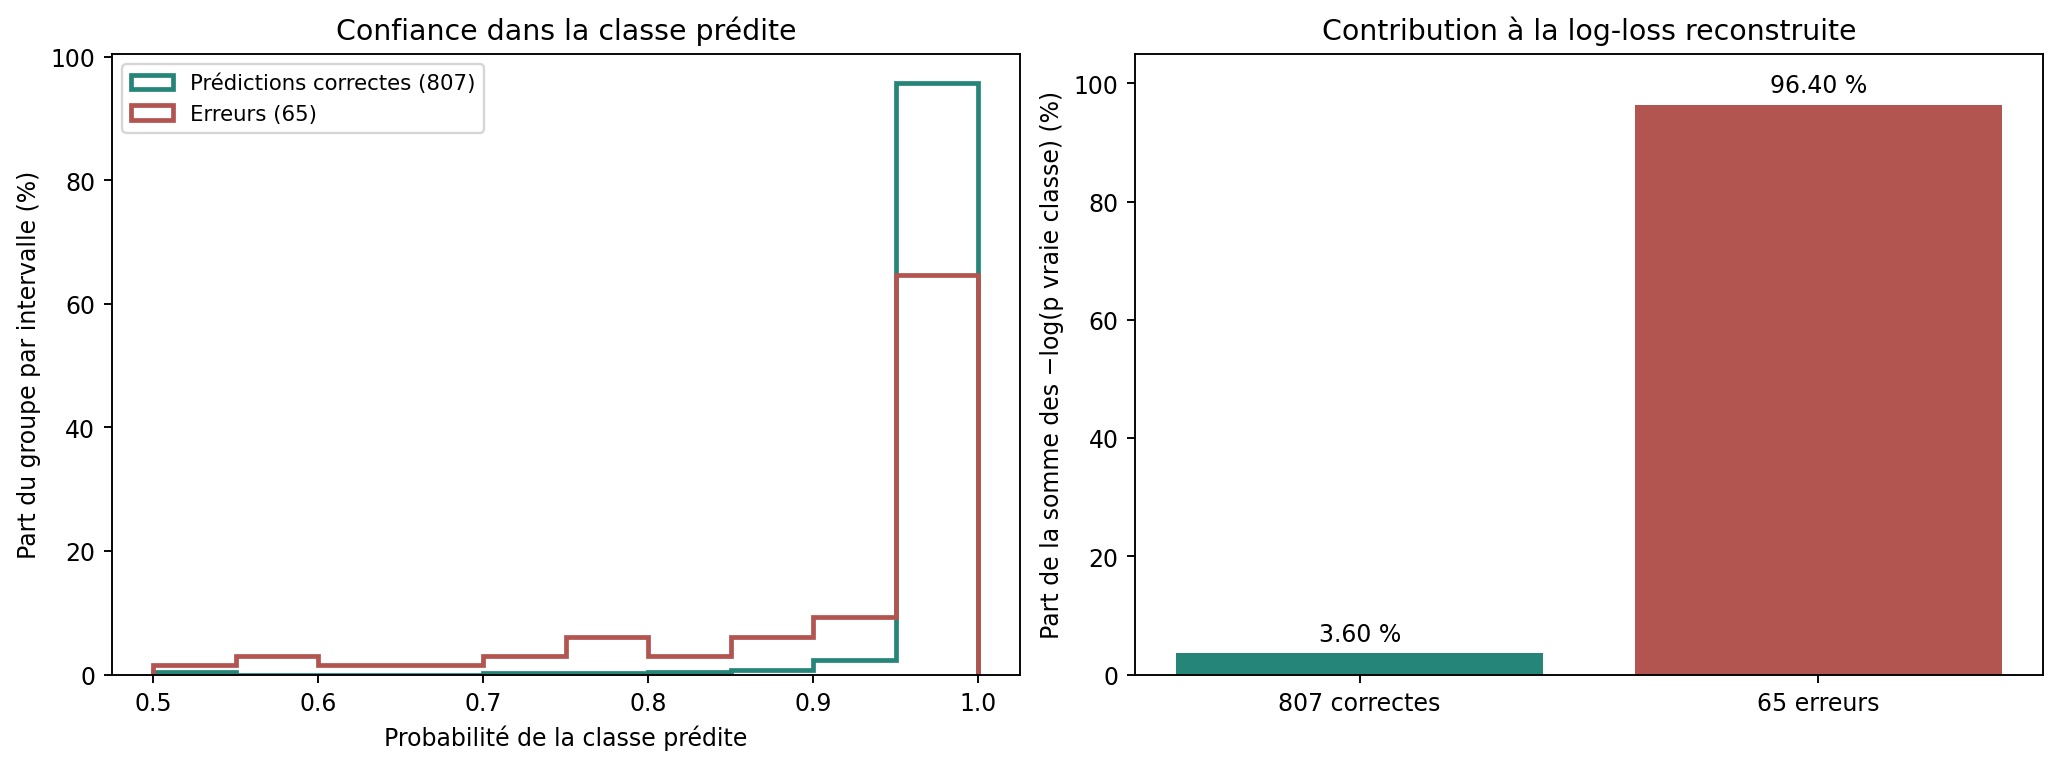 Confiance dans la classe prédite
Part du groupe par intervalle (%)
100
80
60
40
20
0
Prédictions correctes (807)
Erreurs (65)
0.5 0.6 0.7 0.8 0.9 1.0
Probabilité de la classe prédite
Contribution à la log-loss reconstruite
Part de la somme des −log(p vraie classe) (%)
100
80
60
40
20
0
3.60 %
96.40 %
807 correctes 65 erreurs